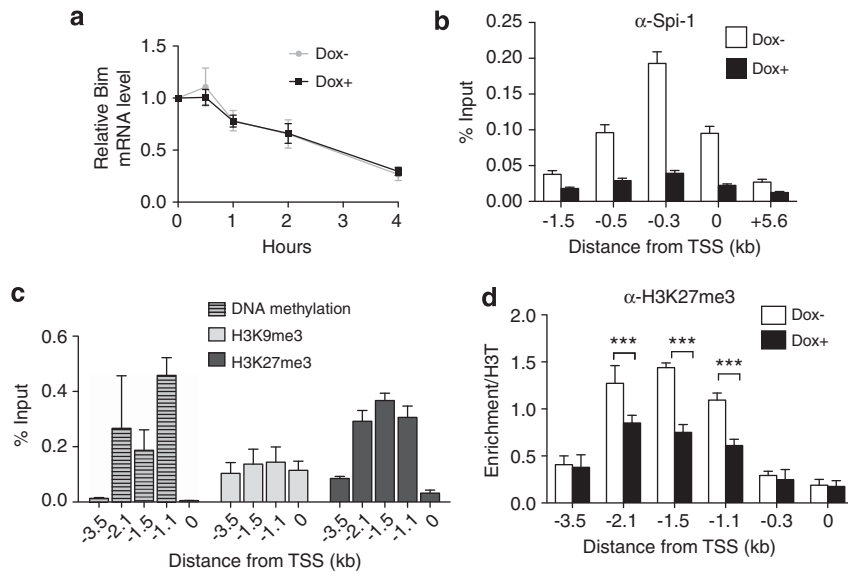 a
Relative Bim
mRNA level
1.5
1.0
0.5
0.0
0 1 2 3 4
Hours
Dox-
Dox+
b
α-Spi-1
% Input
0.25
0.20
0.15
0.10
0.05
0.00
-1.5 -0.5 -0.3 0 +5.6
Distance from TSS (kb)
Dox-
Dox+
c
DNA methylation
H3K9me3
H3K27me3
% Input
0.6
0.4
0.2
0.0
-3.5 -2.1 -1.5 -1.1 0 -3.5 -1.5 -1.1 0 -3.5 -2.1 -1.5 -1.1 0
Distance from TSS (kb)
d
α-H3K27me3
Enrichment/H3T
2.0
1.5
1.0
0.5
0.0
*** *** ***
-3.5 -2.1 -1.5 -1.1 -0.3 0
Distance from TSS (kb)
Dox-
Dox+